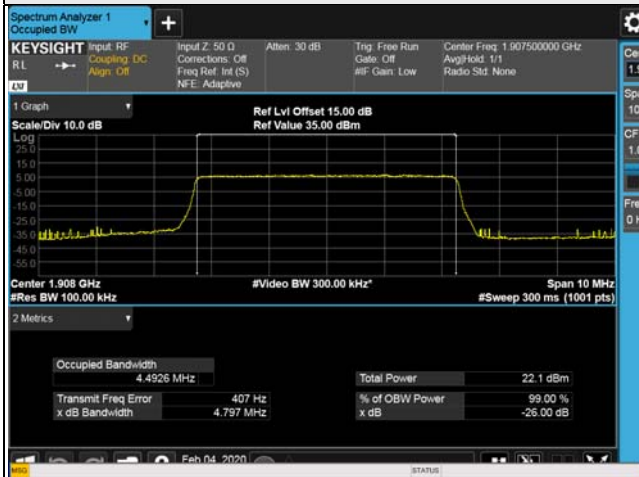 Spectrum Analyzer 1
Occupied BW
+
KEYSIGHT
RL
Input: RF
Coupling: DC
Align: Off
Input Z: 50 Ω
Corrections: Off
Freq Ref: Int (S)
NFE: Adaptive
Atten: 30 dB
Trig: Free Run
Gate: Off
#IF Gain: Low
Center Freq: 1.907500000 GHz
Avg|Hold: 1/1
Radio Std: None
1 Graph
Scale/Div 10.0 dB
Ref Lvl Offset 15.00 dB
Ref Value 35.00 dBm
Log
25.0
15.0
5.00
-5.00
-15.0
-25.0
-35.0
-45.0
-55.0
Center 1.908 GHz
#Video BW 300.00 kHz*
Span 10 MHz
#Res BW 100.00 kHz
#Sweep 300 ms (1001 pts)
2 Metrics
Occupied Bandwidth
4.4926 MHz
Total Power 22.1 dBm
Transmit Freq Error 407 Hz
% of OBW Power 99.00 %
x dB Bandwidth 4.797 MHz
x dB -26.00 dB
Feb 04, 2020
MSG
STATUS